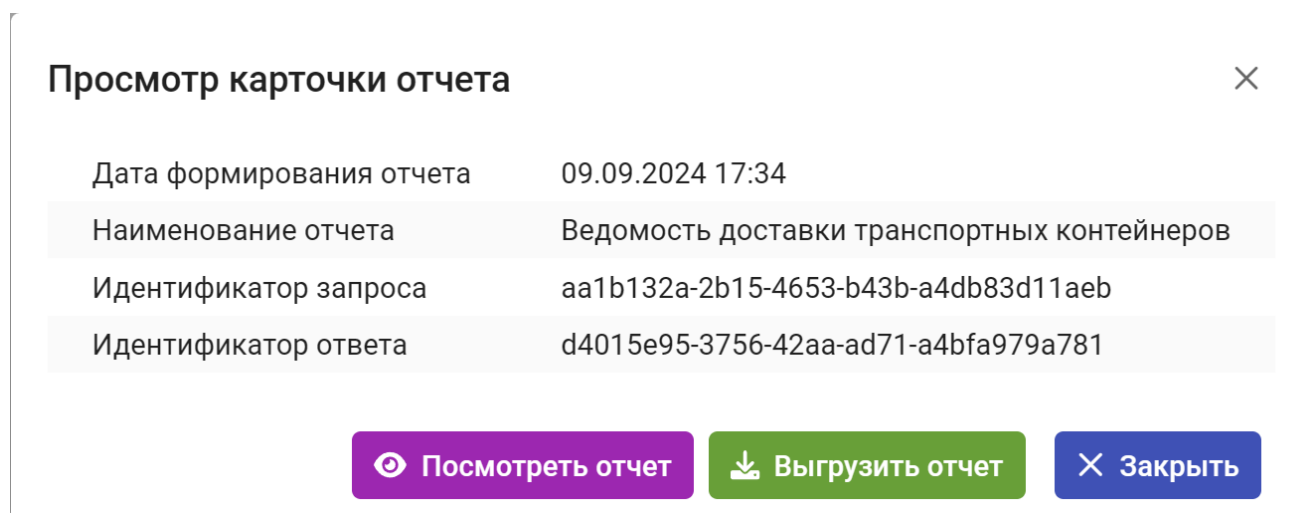 Просмотр карточки отчета
Дата формирования отчета 09.09.2024 17:34
Наименование отчета Ведомость доставки транспортных контейнеров
Идентификатор запроса aa1b132a-2b15-4653-b43b-a4db83d11aeb
Идентификатор ответа d4015e95-3756-42aa-ad71-a4bfa979a781
Посмотреть отчет Выгрузить отчет Закрыть